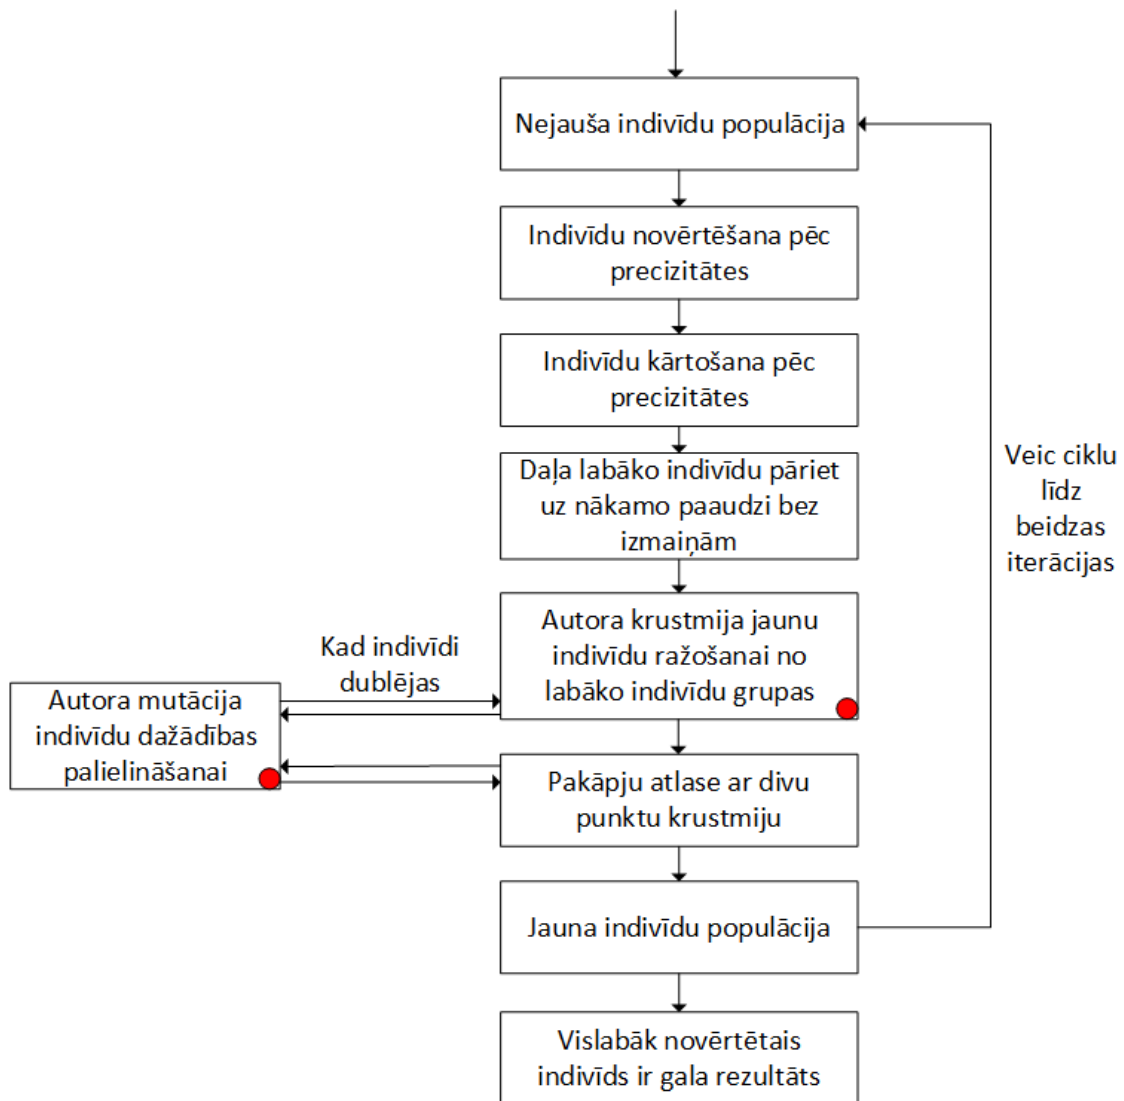 Nejauša indivīdu populācija
Indivīdu novērtēšana pēc
precizitātes
Indivīdu kārtošana pēc
precizitātes
Daļa labāko indivīdu pāriet
uz nākamo paaudzi bez
izmaiņām
Veic ciklu
līdz
beidzas
iterācijas
Autora krustmija jaunu
indivīdu ražošanai no
labāko indivīdu grupas
Kad indivīdi
dublējas
Autora mutācija
indivīdu dažādības
palielināšanai
Pakāpju atlase ar divu
punktu krustmiju
Jauna indivīdu populācija
Vislabāk novērtētais
indivīds ir gala rezultāts